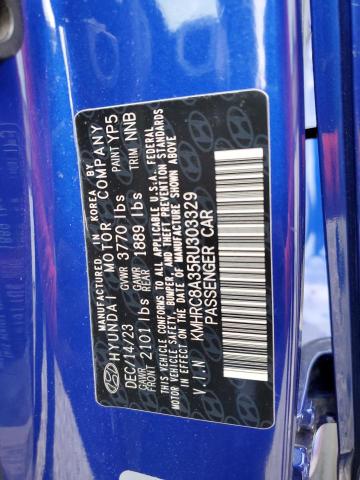 MANUFACTURED IN KOREA BY
HYUNDAI MOTOR COMPANY
DEC/14/23 GVWR 3770 lbs PAINT YP5
GAWR FRONT 2101 lbs GAWR REAR 1889 lbs TRIM NNB
THIS VEHICLE CONFORMS TO ALL APPLICABLE U.S.A. FEDERAL
MOTOR VEHICLE SAFETY, BUMPER, AND THEFT PREVENTION STANDARDS
IN EFFECT ON THE DATE OF MANUFACTURE SHOWN ABOVE.
V.I.N KMHRC8A35RU303329
PASSENGER CAR